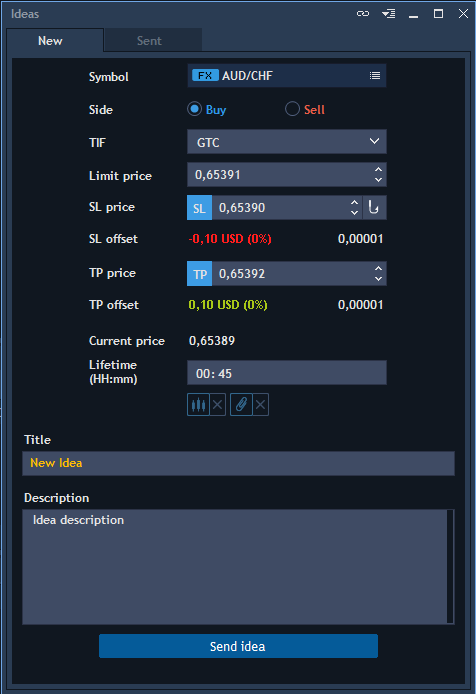 Ideas
New Sent
Symbol FX AUD/CHF
Side Buy Sell
TIF GTC
Limit price 0,65391
SL price SL 0,65390
SL offset -0,10 USD (0%) 0,00001
TP price TP 0,65392
TP offset 0,10 USD (0%) 0,00001
Current price 0,65389
Lifetime
(HH:mm) 00: 45
Title
New Idea
Description
Idea description
Send idea